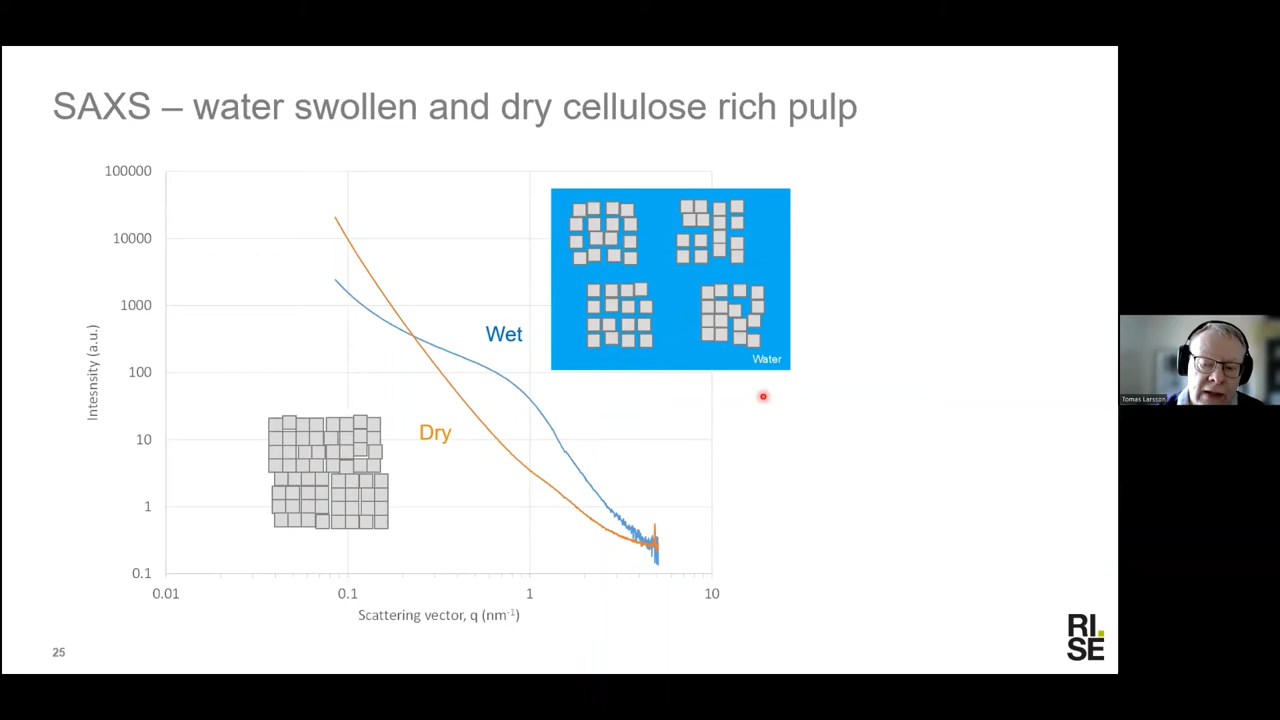 SAXS – water swollen and dry cellulose rich pulp
100000
10000
1000
100
10
1
0.1
0.01
0.1
1
10
Intesnsity (a.u.)
Scattering vector, q (nm⁻¹)
Wet
Dry
Water
Tomas Larsson
25
RI.
SE